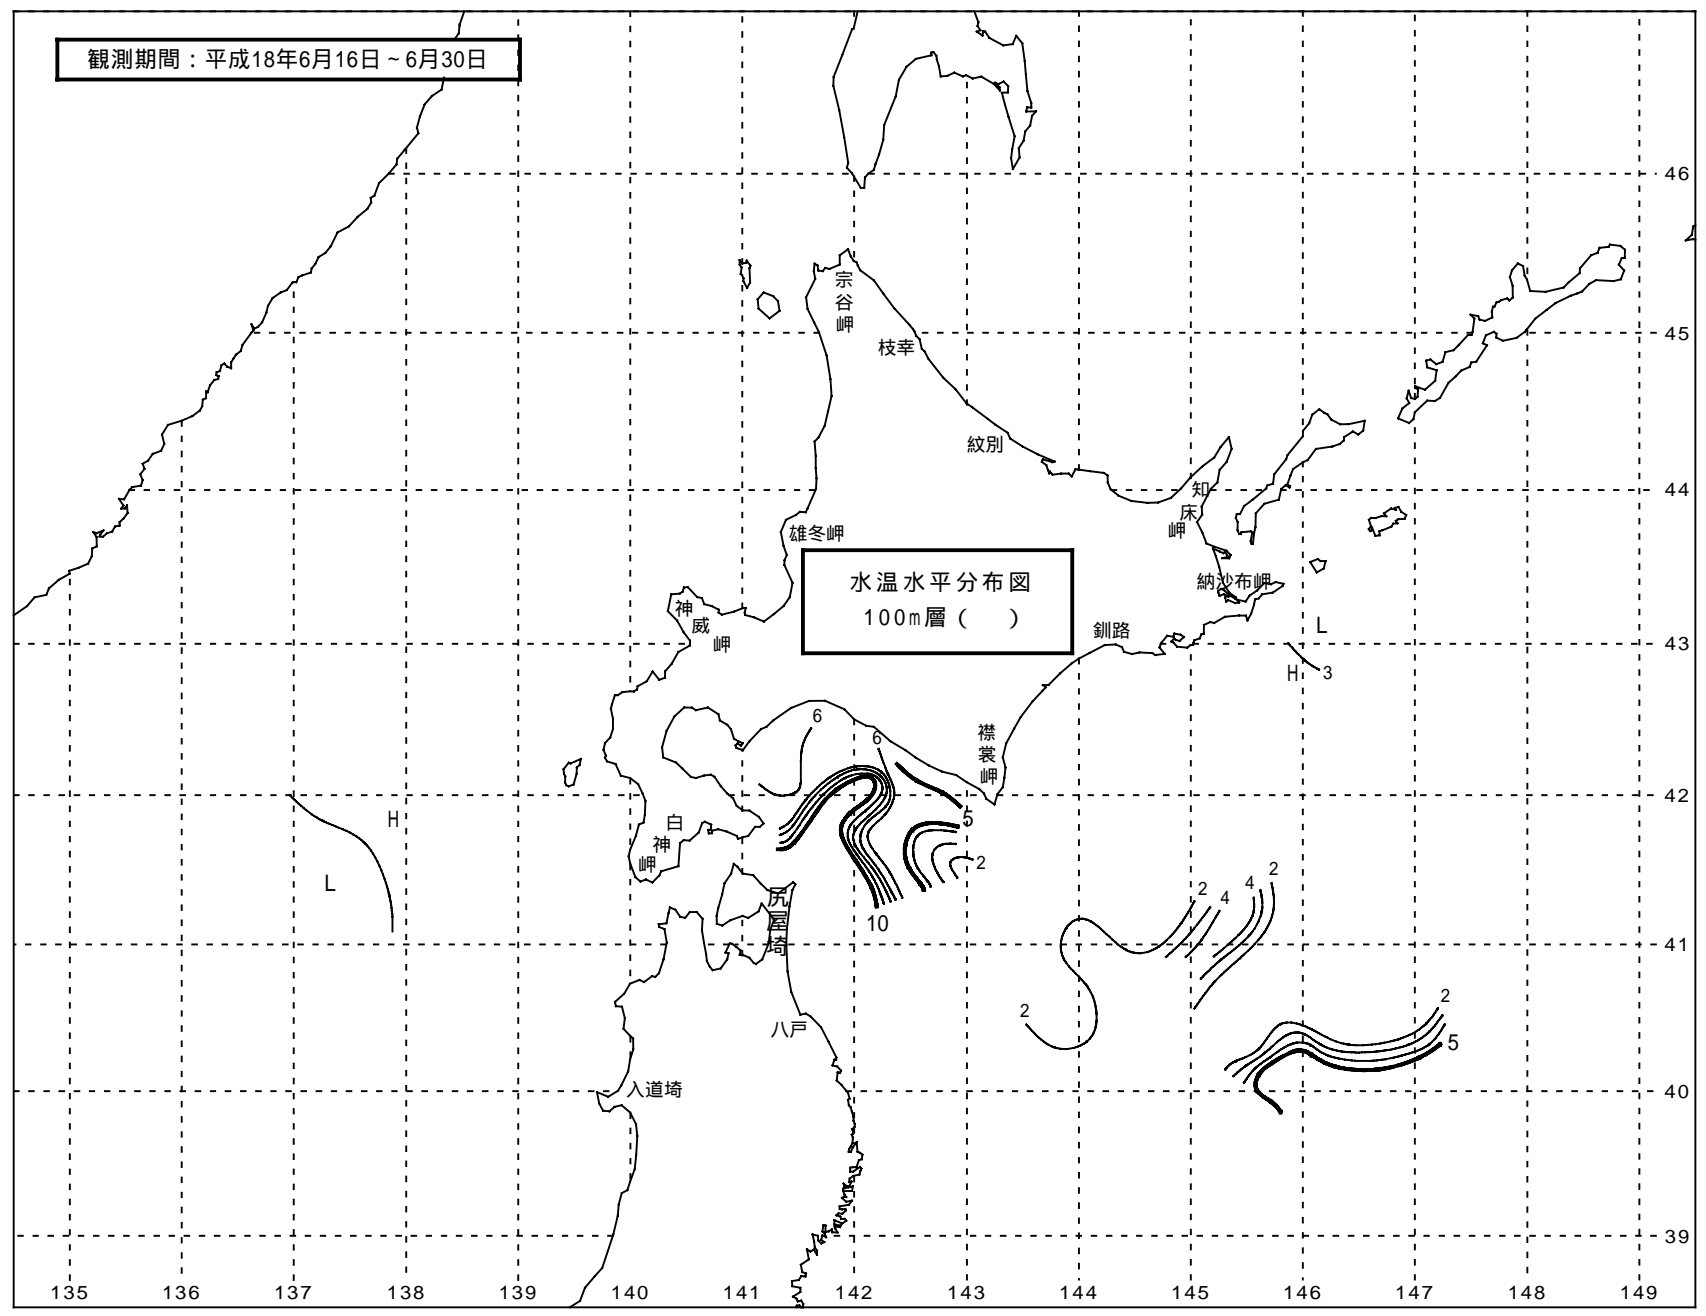 観測期間：平成18年6月16日～6月30日
46
宗谷岬
45
枝幸
紋別
44
知床岬
雄冬岬
水温水平分布図
100m層（　）
納沙布岬
神威岬
釧路
L
43
H
3
6
6
襟裳岬
42
H
白神岬
5
L
2
2
4
4
2
尻屋埼
10
41
2
2
八戸
5
入道埼
40
39
135 136 137 138 139 140 141 142 143 144 145 146 147 148 149